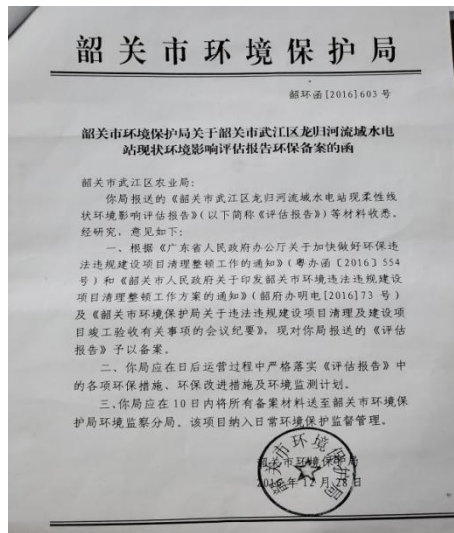 韶关市环境保护局
韶环函[2016]603 号
韶关市环境保护局关于韶关市武江区龙归河流域水电
站现状环境影响评估报告环保备案的函
韶关市武江区农业局:
你局报送的《韶关市武江区龙归河流域水电站现柔性线
状环境影响评估报告》(以下简称《评估报告》)等材料收悉。
经研究，意见如下:
一、根据《广东省人民政府办公厅关于加快做好环保违
法违规建设项目清理整顿工作的通知》(粤办函〔2016〕554
号）和《韶关市人民政府关于印发韶关市环境违法违规建设
项目清理整顿工作方案的通知》(韶府办明电[2016]73 号)
及《韶关市环境保护局关于违法违规建设项目清理及建设项
目竣工验收有关事项的会议纪要》，现对你局报送的《评估
报告》予以备案。
二、你局应在日后运营过程中严格落实《评估报告》中
的各项环保措施、环保改进措施及环境监测计划。
三、你局应在 10 日内将所有备案材料送至韶关市环境保
护局环境监察分局。该项目纳入日常环境保护监督管理。
韶关市环境保护局
2016 年 12 月 28 日
韶关市环境保护局